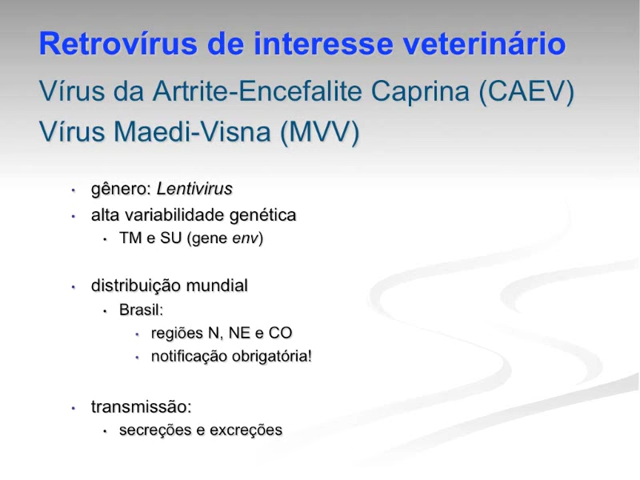 Retrovírus de interesse veterinário
Vírus da Artrite-Encefalite Caprina (CAEV)
Vírus Maedi-Visna (MVV)
• gênero: Lentivirus
• alta variabilidade genética
• TM e SU (gene env)
• distribuição mundial
• Brasil:
• regiões N, NE e CO
• notificação obrigatória!
• transmissão:
• secreções e excreções